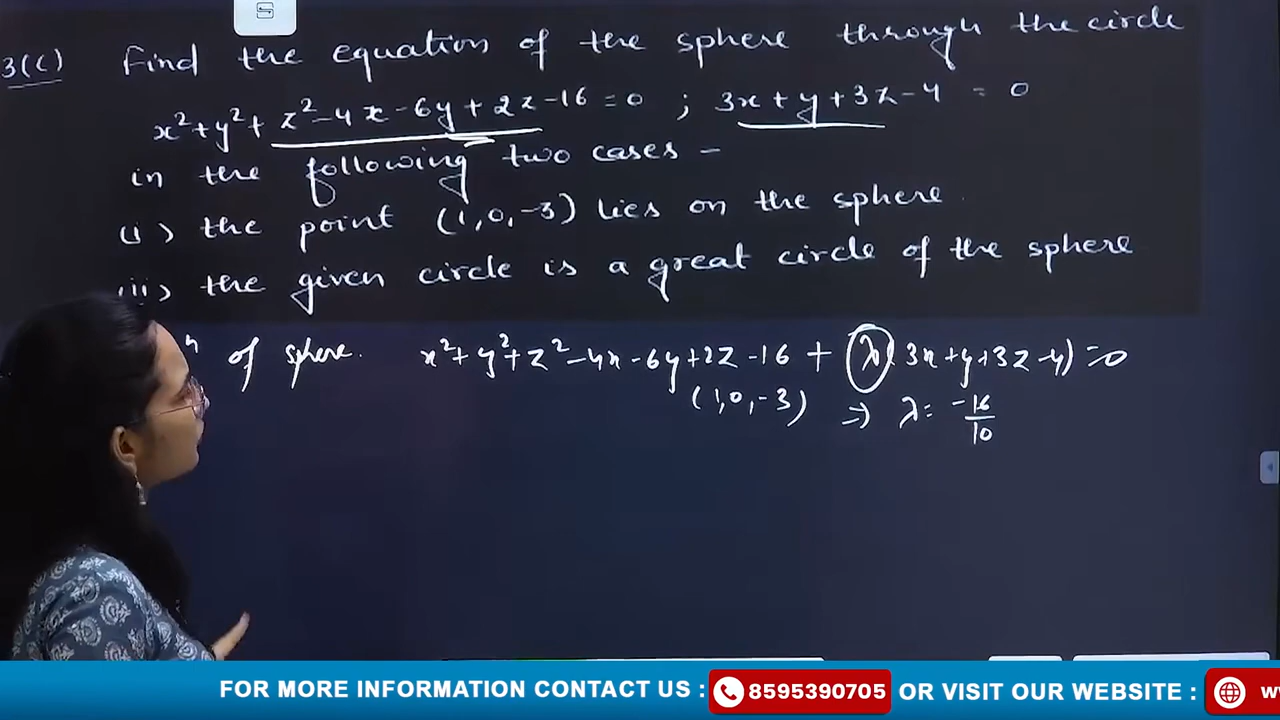 3(c) Find the equation of the sphere through the circle
x²+y²+z²-4x-6y+2z-16=0 ; 3x+y+3z-4 = 0
in the following two cases -
(i) the point (1,0,-3) lies on the sphere.
(ii) the given circle is a great circle of the sphere
of sphere. x²+y²+z²-4x-6y+2z-16 + λ(3x+y+3z-4)=0
(1,0,-3) → λ= -16/10
FOR MORE INFORMATION CONTACT US : 8595390705 OR VISIT OUR WEBSITE : w